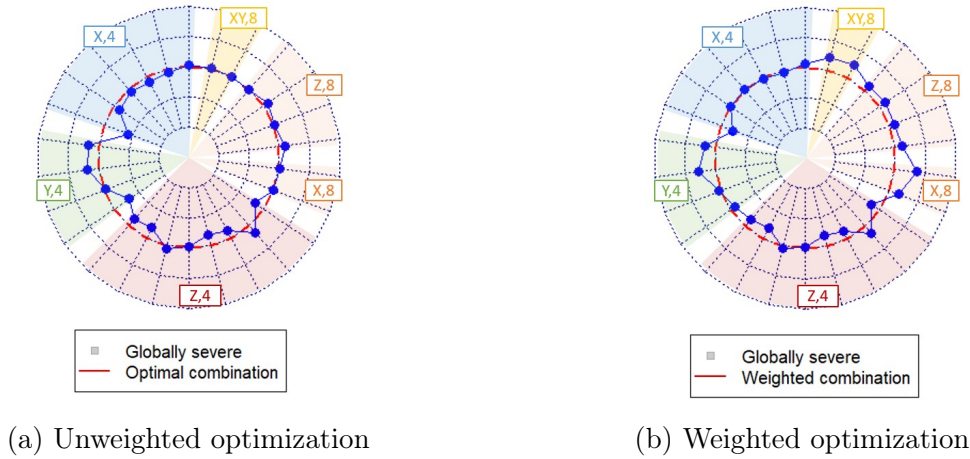 XY,8
X,4
Z,8
Y,4
X,8
Z,4
Globally severe
Optimal combination
(a) Unweighted optimization
XY,8
X,4
Z,8
Y,4
X,8
Z,4
Globally severe
Weighted combination
(b) Weighted optimization